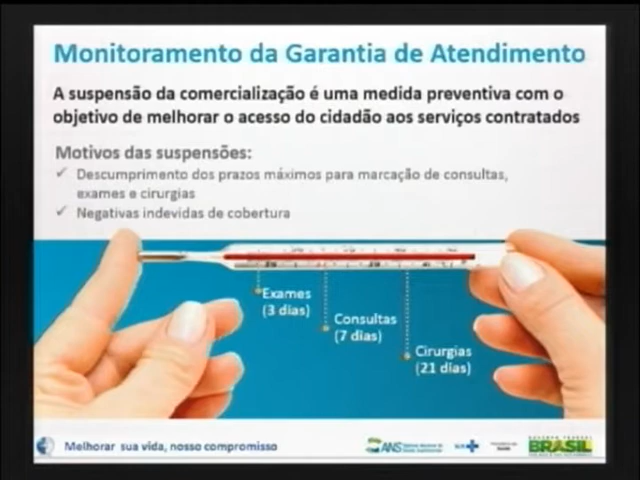 Monitoramento da Garantia de Atendimento
A suspensão da comercialização é uma medida preventiva com o
objetivo de melhorar o acesso do cidadão aos serviços contratados
Motivos das suspensões:
✓ Descumprimento dos prazos máximos para marcação de consultas,
exames e cirurgias
✓ Negativas indevidas de cobertura
Exames
(3 dias)
Consultas
(7 dias)
Cirurgias
(21 dias)
Melhorar sua vida, nosso compromisso
ANS
SUS
BRASIL